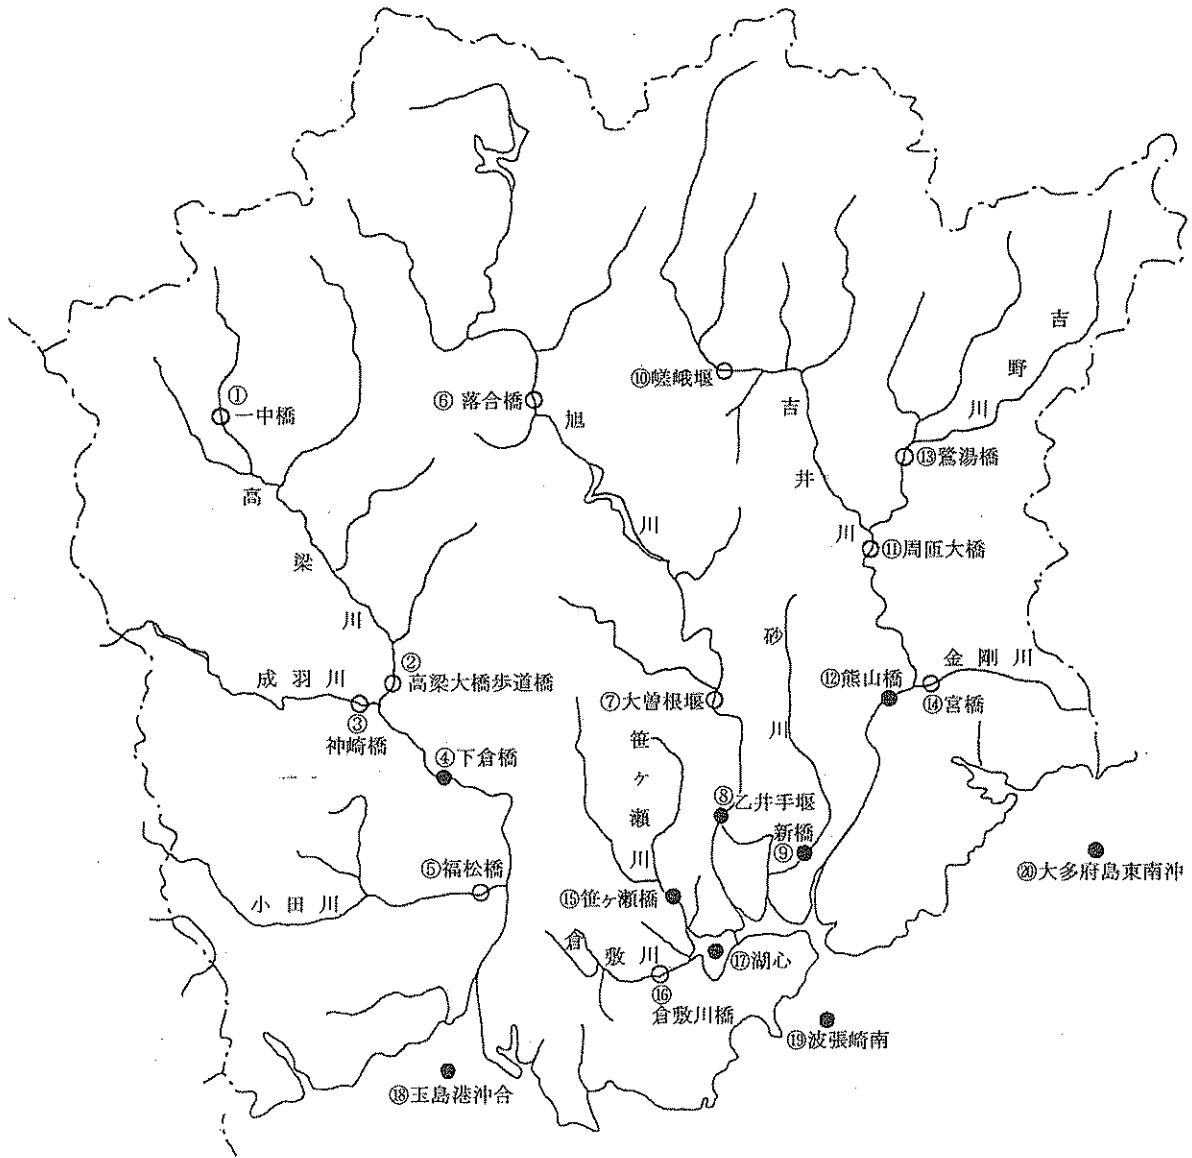 ①
一中橋
高梁川
②
高梁大橋歩道橋
成羽川
③
神崎橋
④下倉橋
⑤福松橋
小田川
⑥落合橋
旭川
⑦大曽根堰
⑧乙井手堰
砂川
新橋
⑨
⑩嵯峨堰
吉井川
⑪周匝大橋
⑫熊山橋
吉野川
⑬鷺湯橋
金剛川
⑭宮橋
笹ヶ瀬川
⑮笹ヶ瀬橋
倉敷川
⑯
倉敷川橋
⑰湖心
⑱玉島港沖合
⑲波張崎南
⑳大多府島東南沖